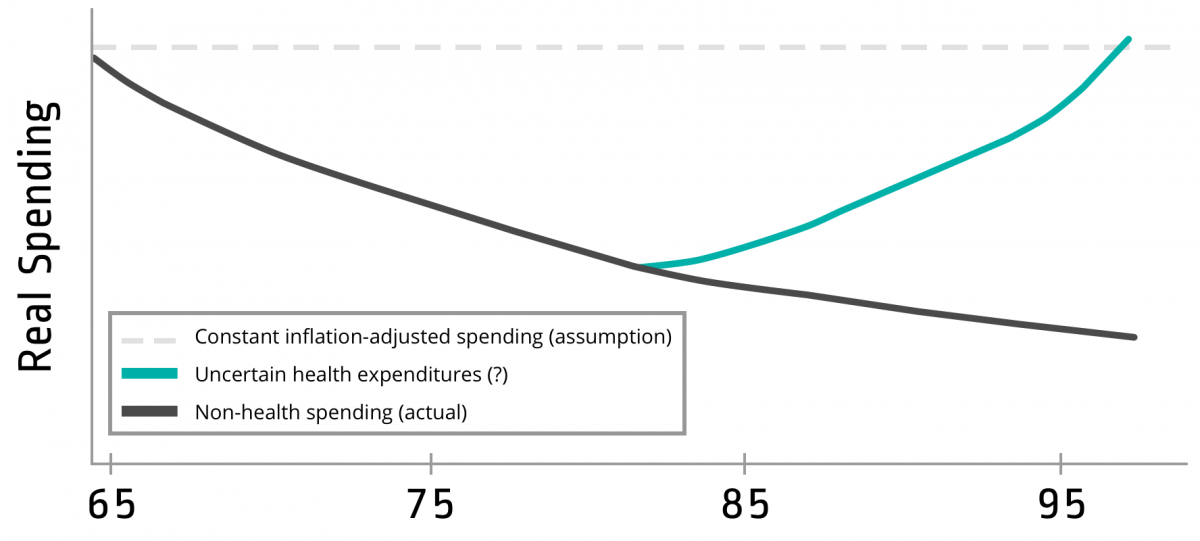 Real Spending
Constant inflation-adjusted spending (assumption)
Uncertain health expenditures (?)
Non-health spending (actual)
65 75 85 95